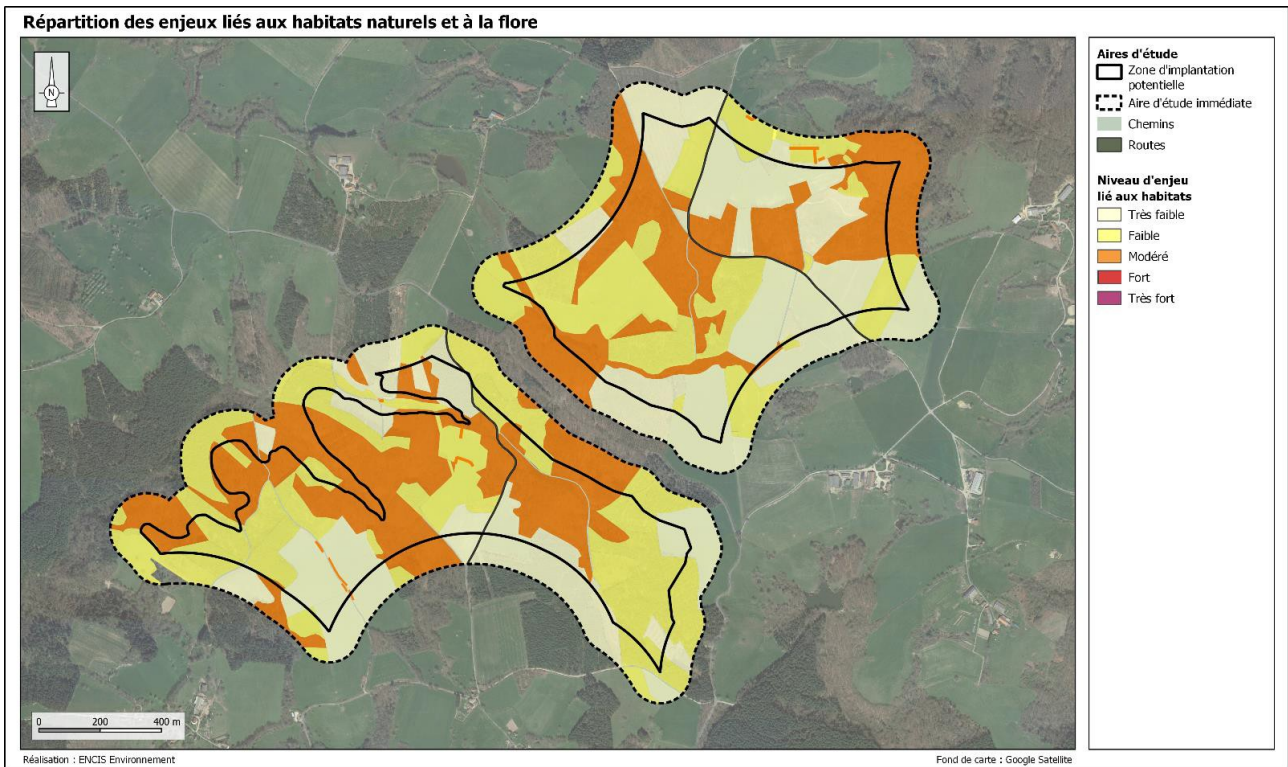 Répartition des enjeux liés aux habitats naturels et à la flore
N
Aires d'étude
Zone d'implantation
potentielle
Aire d'étude immédiate
Chemins
Routes
Niveau d'enjeu
lié aux habitats
Très faible
Faible
Modéré
Fort
Très fort
0 200 400 m
Réalisation : ENCIS Environnement
Fond de carte : Google Satellite